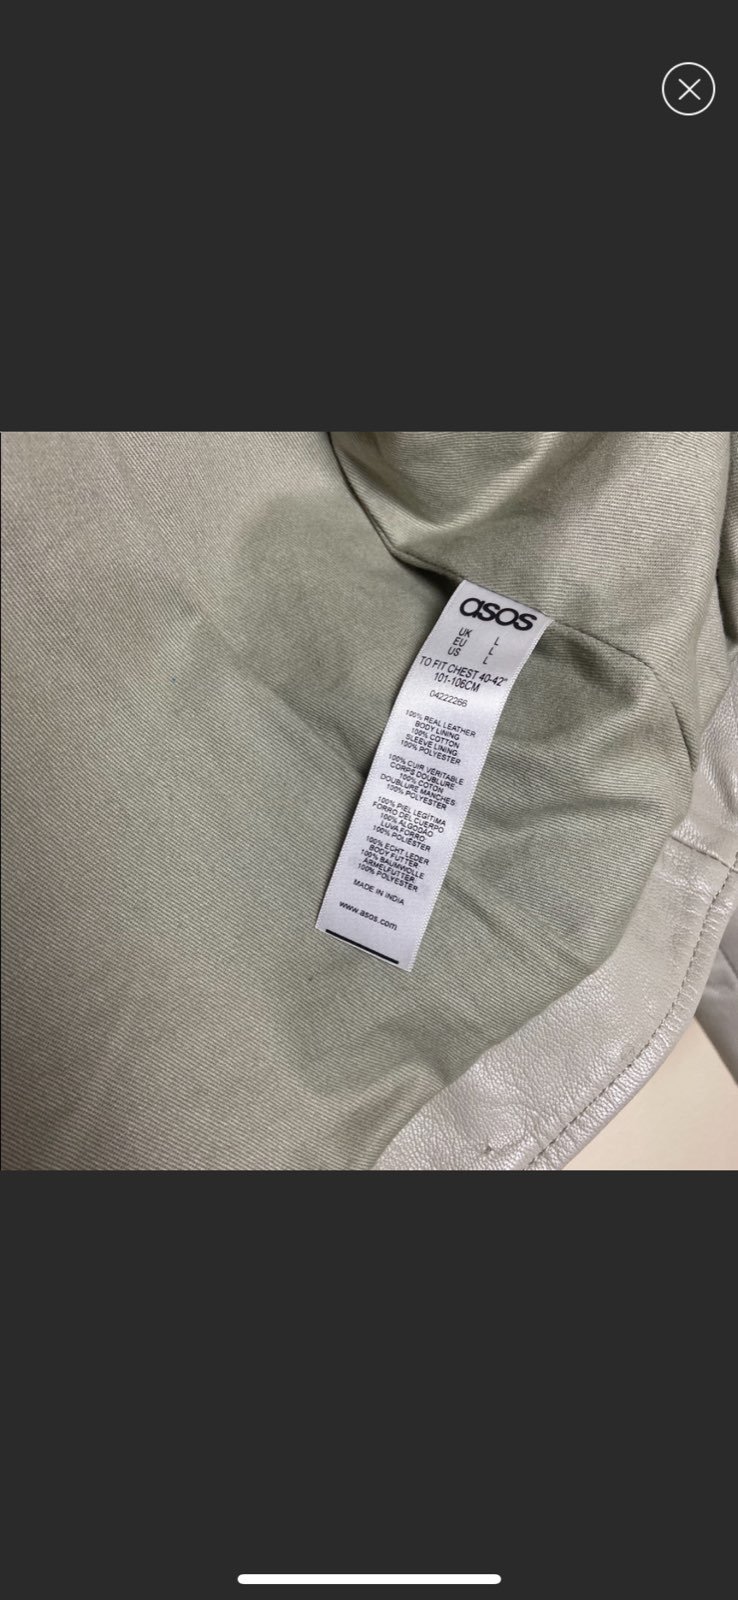 asos
UK L
EU L
US L
TO FIT CHEST 40-42"
101-106CM
04222266
100% REAL LEATHER
BODY LINING
100% COTTON
SLEEVE LINING
100% POLYESTER
100% CUIR VÉRITABLE
CORPS DOUBLURE
100% COTON
DOUBLURE MANCHES
100% POLYESTER
100% PIEL LEGÍTIMA
FORRO DEL CUERPO
100% ALGODÃO
LUVA FORRO
100% POLIÉSTER
100% ECHT LEDER
BODY FUTTER
100% BAUMWOLLE
ARMELFUTTER
100% POLYESTER
MADE IN INDIA
www.asos.com